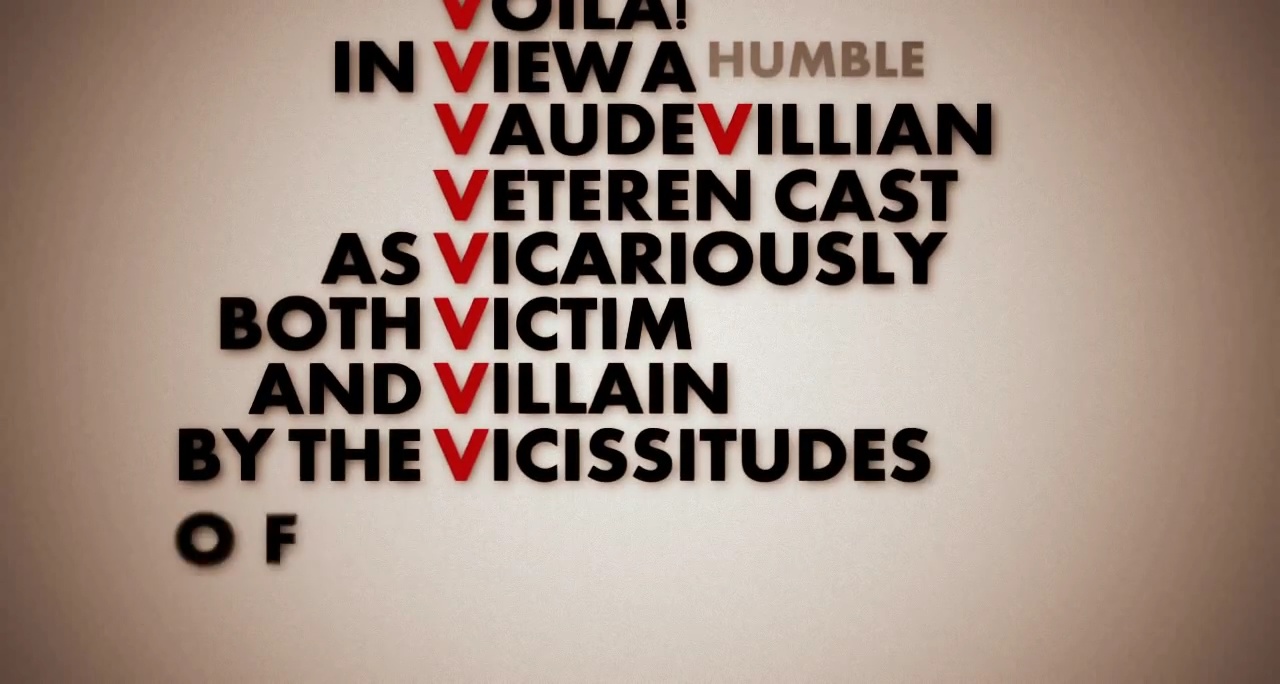 VOILA!
IN VIEW A HUMBLE
VAUDEVILLIAN
VETEREN CAST
AS VICARIOUSLY
BOTH VICTIM
AND VILLAIN
BY THE VICISSITUDES
OF